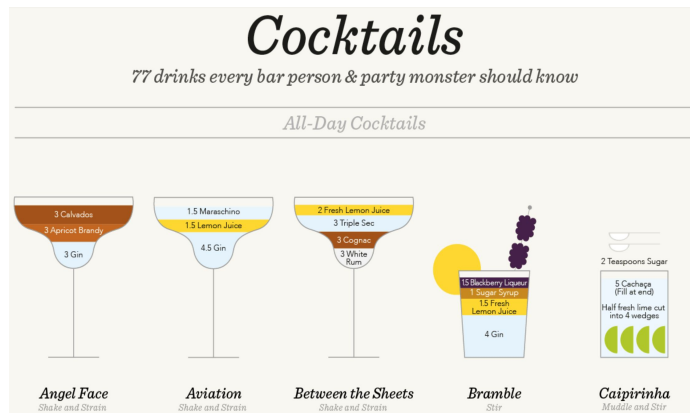 Cocktails
77 drinks every bar person & party monster should know
All-Day Cocktails
3 Calvados
3 Apricot Brandy
3 Gin
Angel Face
Shake and Strain
1.5 Maraschino
1.5 Lemon Juice
4.5 Gin
Aviation
Shake and Strain
2 Fresh Lemon Juice
3 Triple Sec
3 Cognac
3 White
Rum
Between the Sheets
Shake and Strain
1.5 Blackberry Liqueur
1 Sugar Syrup
1.5 Fresh
Lemon Juice
4 Gin
Bramble
Stir
2 Teaspoons Sugar
5 Cachaça
(Fill at end)
Half fresh lime cut
into 4 wedges
Caipirinha
Muddle and Stir